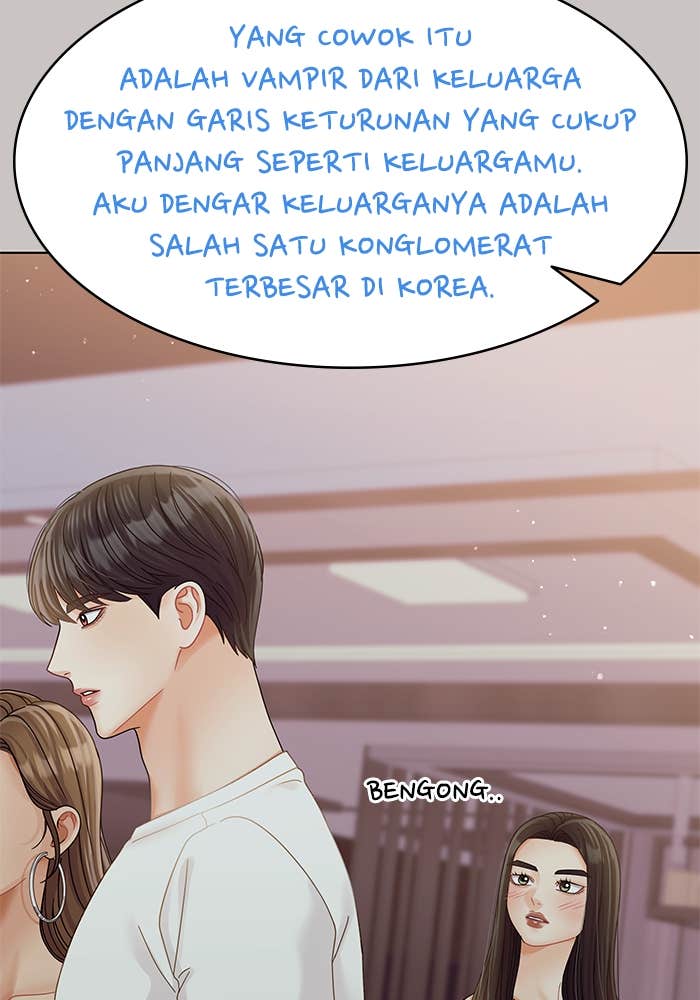 YANG COWOK ITU
ADALAH VAMPIR DARI KELUARGA
DENGAN GARIS KETURUNAN YANG CUKUP
PANJANG SEPERTI KELUARGAMU.
AKU DENGAR KELUARGANYA ADALAH
SALAH SATU KONGLOMERAT
TERBESAR DI KOREA.
BENGONG..